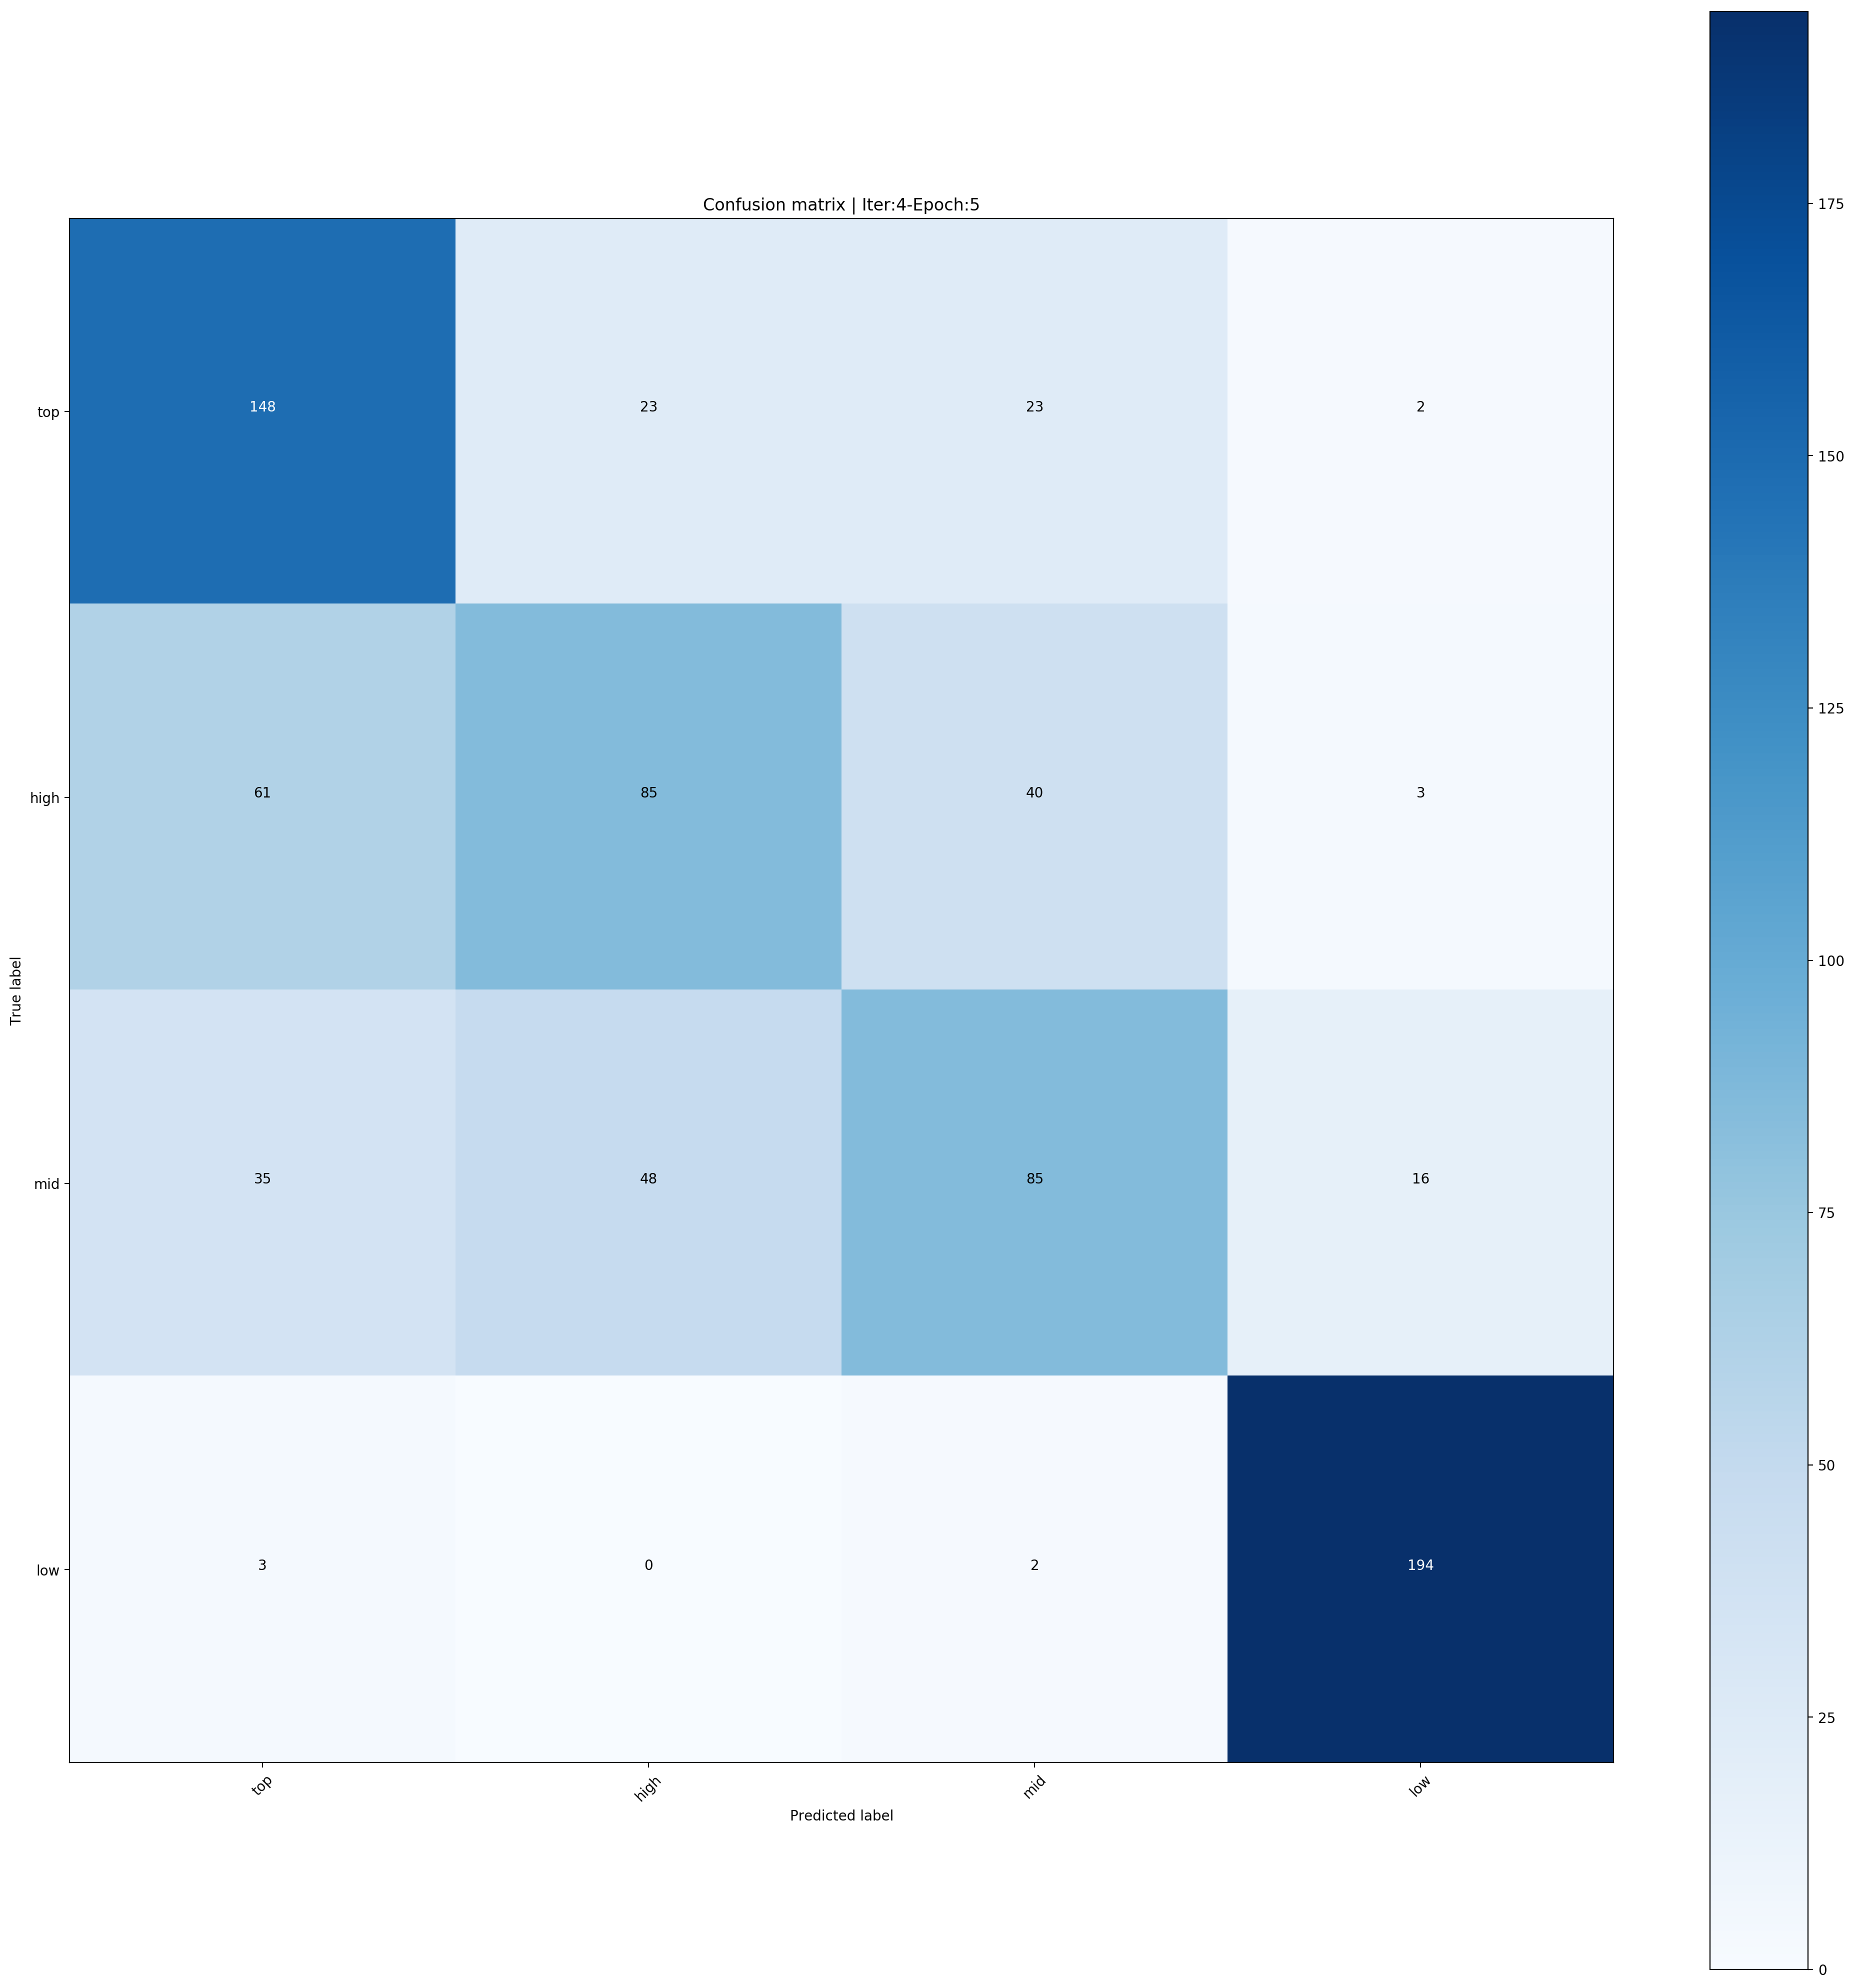 Confusion matrix | Iter:4-Epoch:5
True label
top
148 23 23 2
high
61 85 40 3
mid
35 48 85 16
low
3 0 2 194
top high mid low
Predicted label
175
150
125
100
75
50
25
0